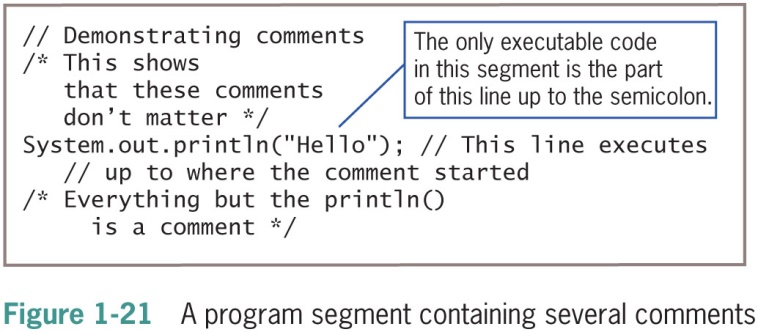 // Demonstrating comments
/* This shows
   that these comments
   don't matter */
System.out.println("Hello"); // This line executes
   // up to where the comment started
/* Everything but the println()
     is a comment */
The only executable code
in this segment is the part
of this line up to the semicolon.
Figure 1-21 A program segment containing several comments